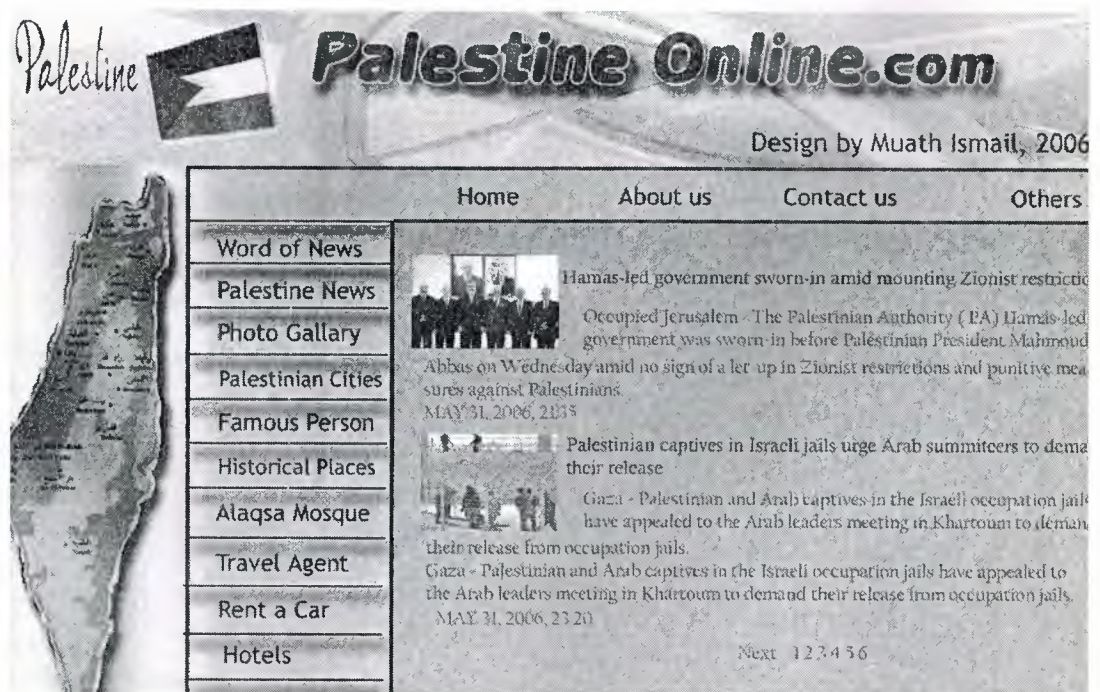 Palestine
Palestine Online.com
Design by Muath Ismail, 2006
Home About us Contact us Others
Word of News
Palestine News
Photo Gallary
Palestinian Cities
Famous Person
Historical Places
Alaqsa Mosque
Travel Agent
Rent a Car
Hotels
Hamas-led government sworn-in amid mounting Zionist restrictio
Occupied Jerusalem - The Palestinian Authority ( PA) Hamas-led
government was sworn-in before Palestinian President Mahmoud
Abbas on Wednesday amid no sign of a let up in Zionist restrictions and punitive mea
sures against Palestinians.
MAY 31, 2006, 21:35
Palestinian captives in Israeli jails urge Arab summiteers to dema
their release
Gaza - Palestinian and Arab captives in the Israeli occupation jail
have appealed to the Arab leaders meeting in Khartoum to deman
their release from occupation jails.
Gaza - Palestinian and Arab captives in the Israeli occupation jails have appealed to
the Arab leaders meeting in Khartoum to demand their release from occupation jails.
MAY 31, 2006, 23:20
Next 1 2 3 4 5 6